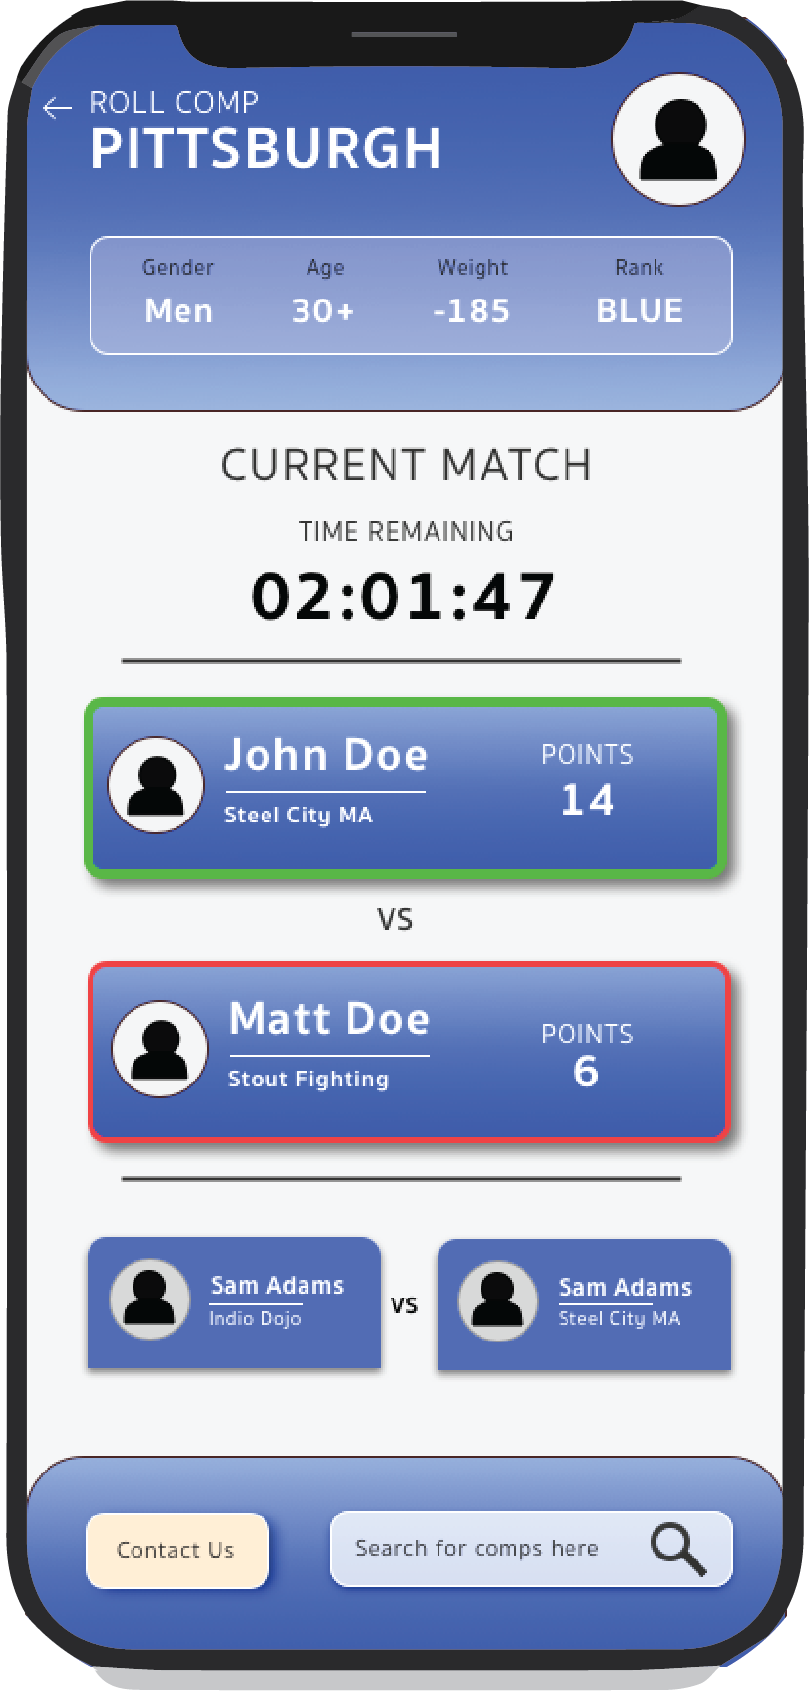 ROLL COMP
PITTSBURGH
Gender Age Weight Rank
Men 30+ -185 BLUE
CURRENT MATCH
TIME REMAINING
02:01:47
John Doe
Steel City MA
POINTS
14
VS
Matt Doe
Stout Fighting
POINTS
6
Sam Adams
Indio Dojo
vs
Sam Adams
Steel City MA
Contact Us
Search for comps here